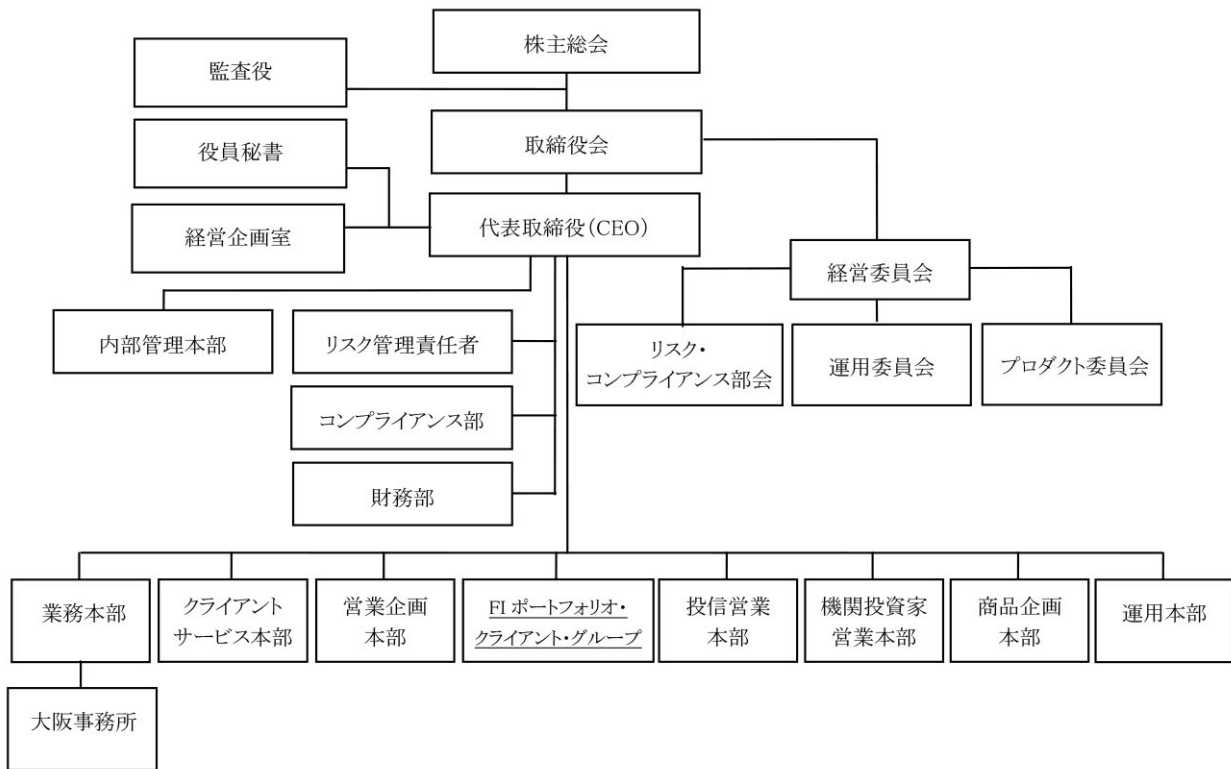 株主総会
監査役
取締役会
役員秘書
代表取締役(CEO)
経営企画室
経営委員会
内部管理本部
リスク管理責任者
リスク・
コンプライアンス部会
運用委員会
プロダクト委員会
コンプライアンス部
財務部
業務本部
クライアント
サービス本部
営業企画
本部
FI ポートフォリオ・
クライアント・グループ
投信営業
本部
機関投資家
営業本部
商品企画
本部
運用本部
大阪事務所